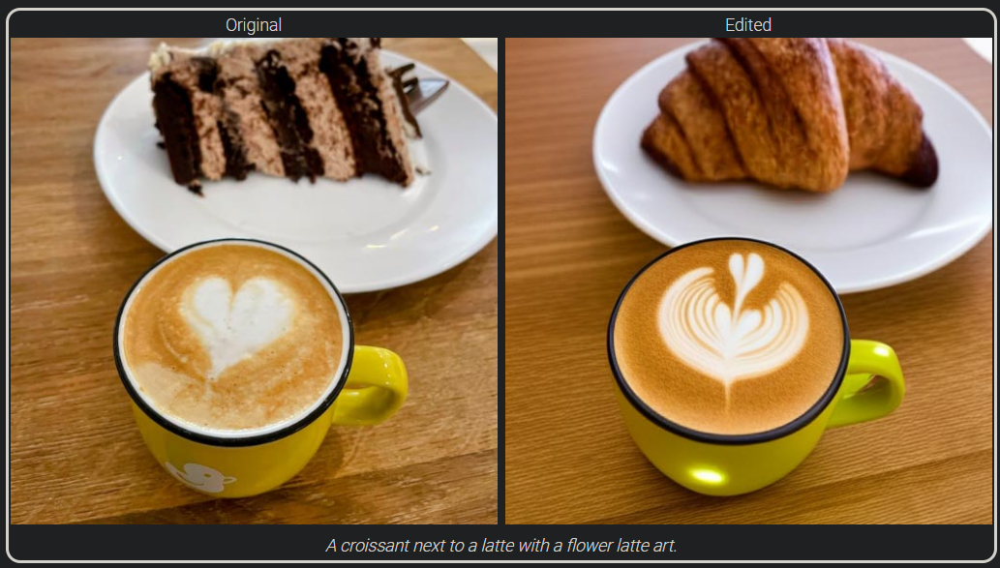 Original
Edited
A croissant next to a latte with a flower latte art.